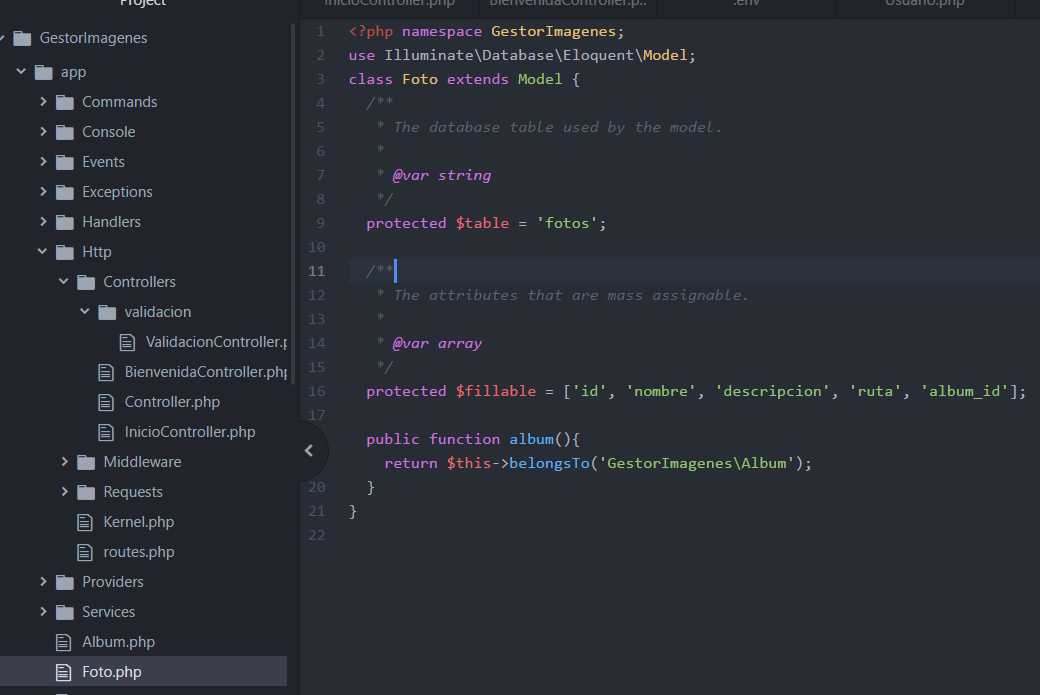 Project
GestorImagenes
app
Commands
Console
Events
Exceptions
Handlers
Http
Controllers
validacion
ValidacionController.p
BienvenidaController.php
Controller.php
InicioController.php
Middleware
Requests
Kernel.php
routes.php
Providers
Services
Album.php
Foto.php
InicioController.php
BienvenidaController.p..
.env
Usuario.php
1 <?php namespace GestorImagenes;
2 use Illuminate\Database\Eloquent\Model;
3 class Foto extends Model {
4 /**
5 * The database table used by the model.
6 *
7 * @var string
8 */
9 protected $table = 'fotos';
10
11 /**
12 * The attributes that are mass assignable.
13 *
14 * @var array
15 */
16 protected $fillable = ['id', 'nombre', 'descripcion', 'ruta', 'album_id'];
17
public function album(){
return $this->belongsTo('GestorImagenes\Album');
20 }
21 }
22